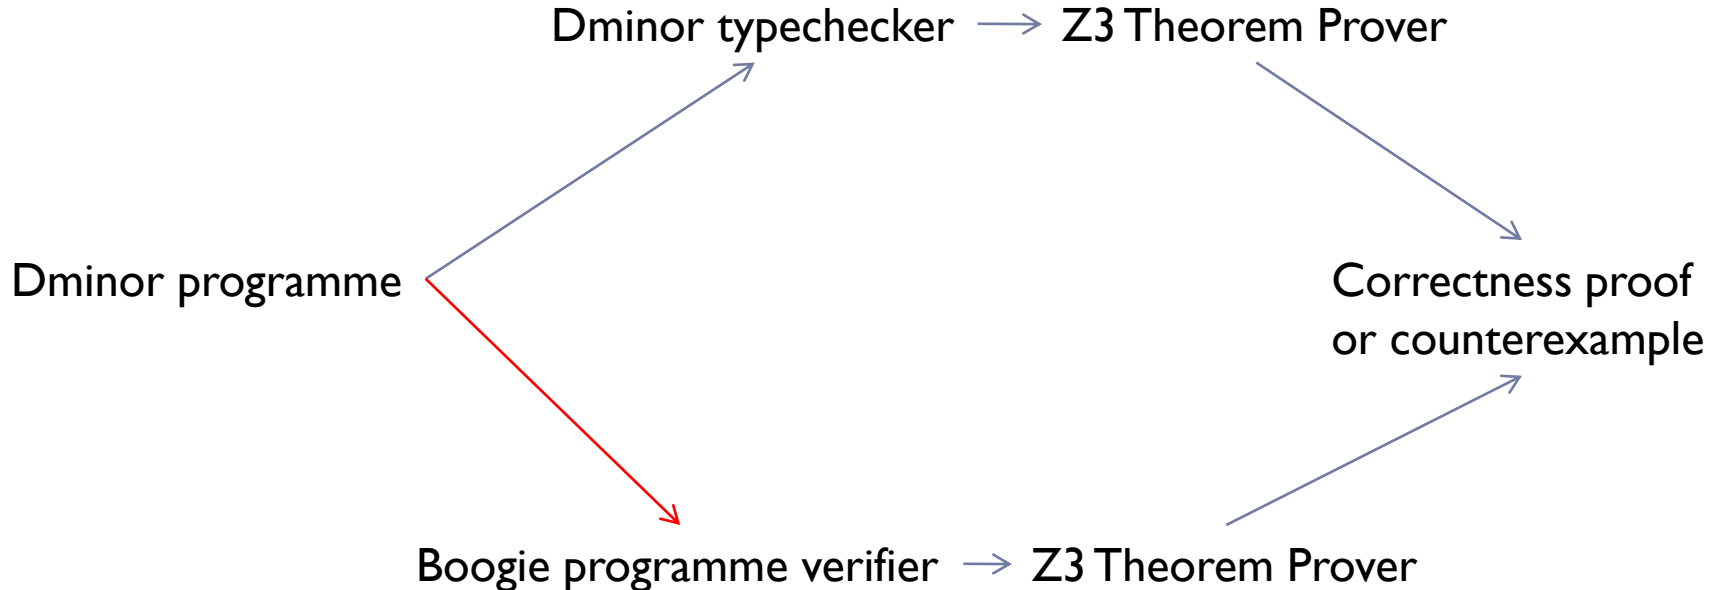 Dminor typechecker
Z3 Theorem Prover
Dminor programme
Correctness proof
or counterexample
Boogie programme verifier
Z3 Theorem Prover